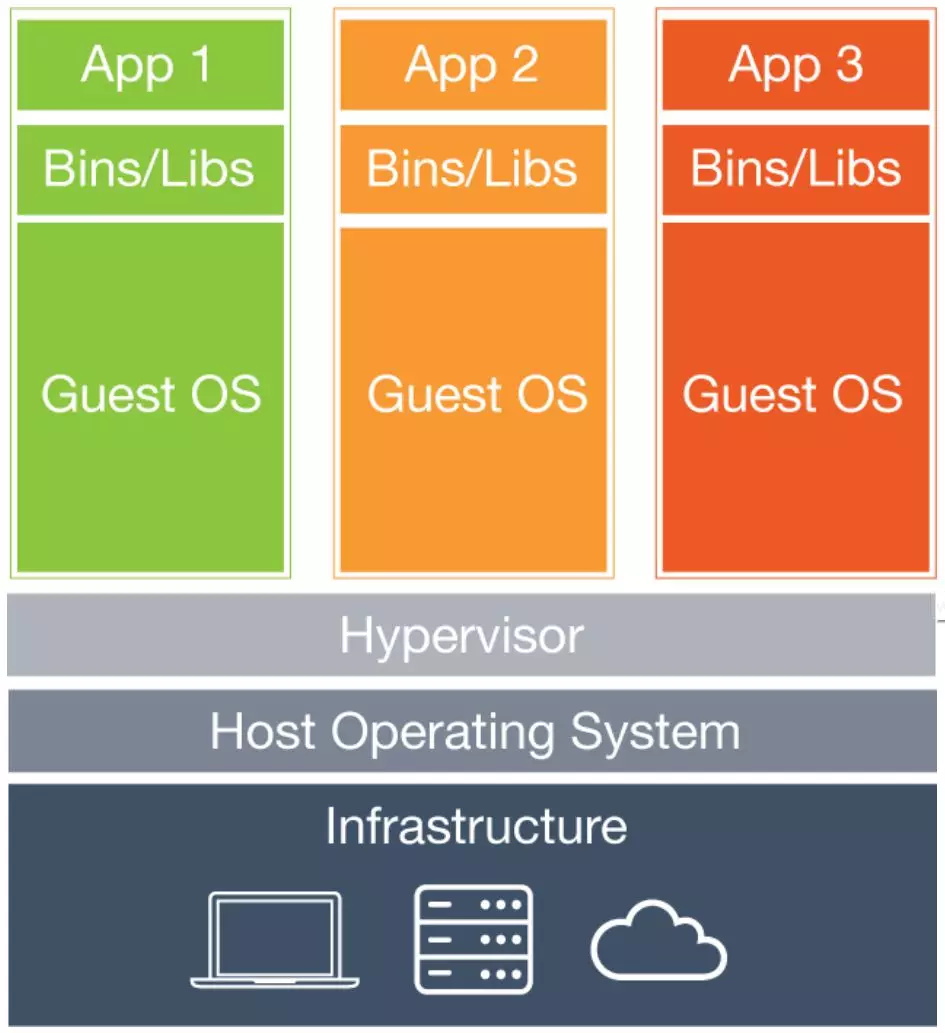 App 1
App 2
App 3
Bins/Libs
Bins/Libs
Bins/Libs
Guest OS
Guest OS
Guest OS
Hypervisor
Host Operating System
Infrastructure